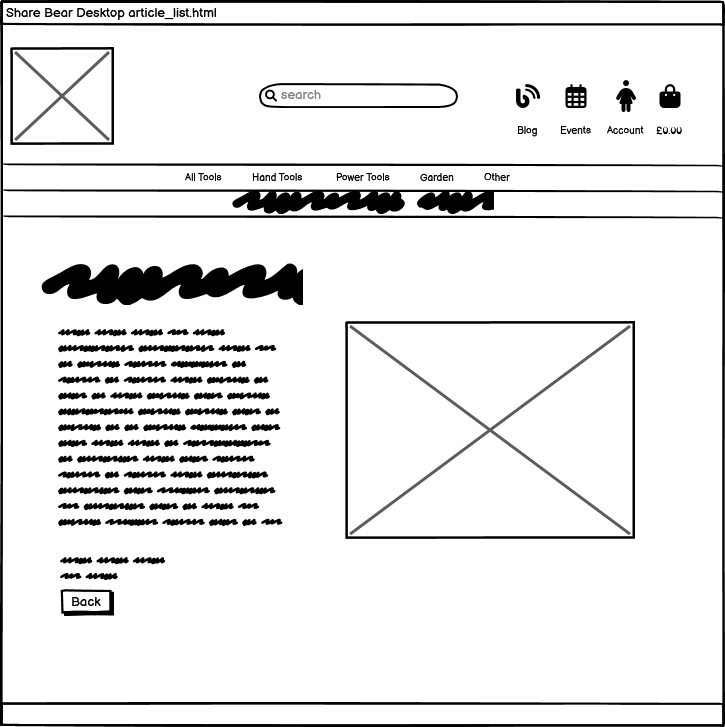 Share Bear Desktop article_list.html
search
Blog Events Account £0.00
All Tools Hand Tools Power Tools Garden Other
Back